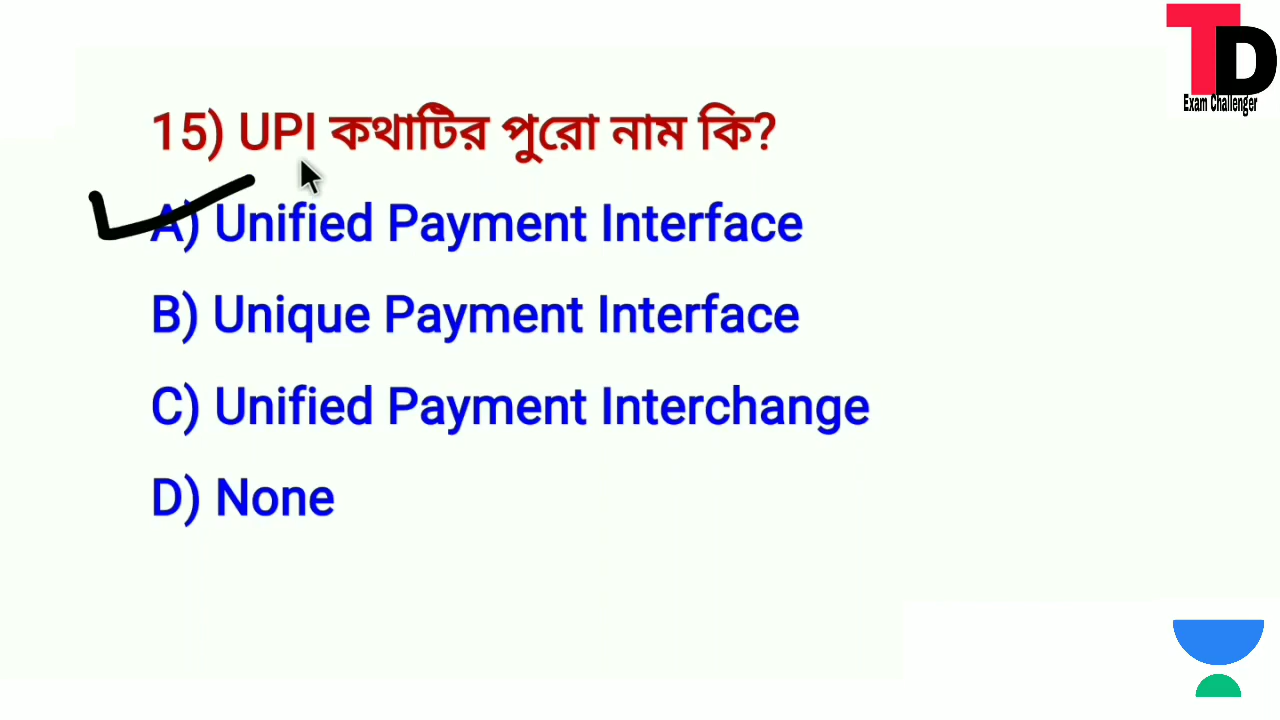 TD
Exam Challenger
15) UPI কথাটির পুরো নাম কি?
A) Unified Payment Interface
B) Unique Payment Interface
C) Unified Payment Interchange
D) None